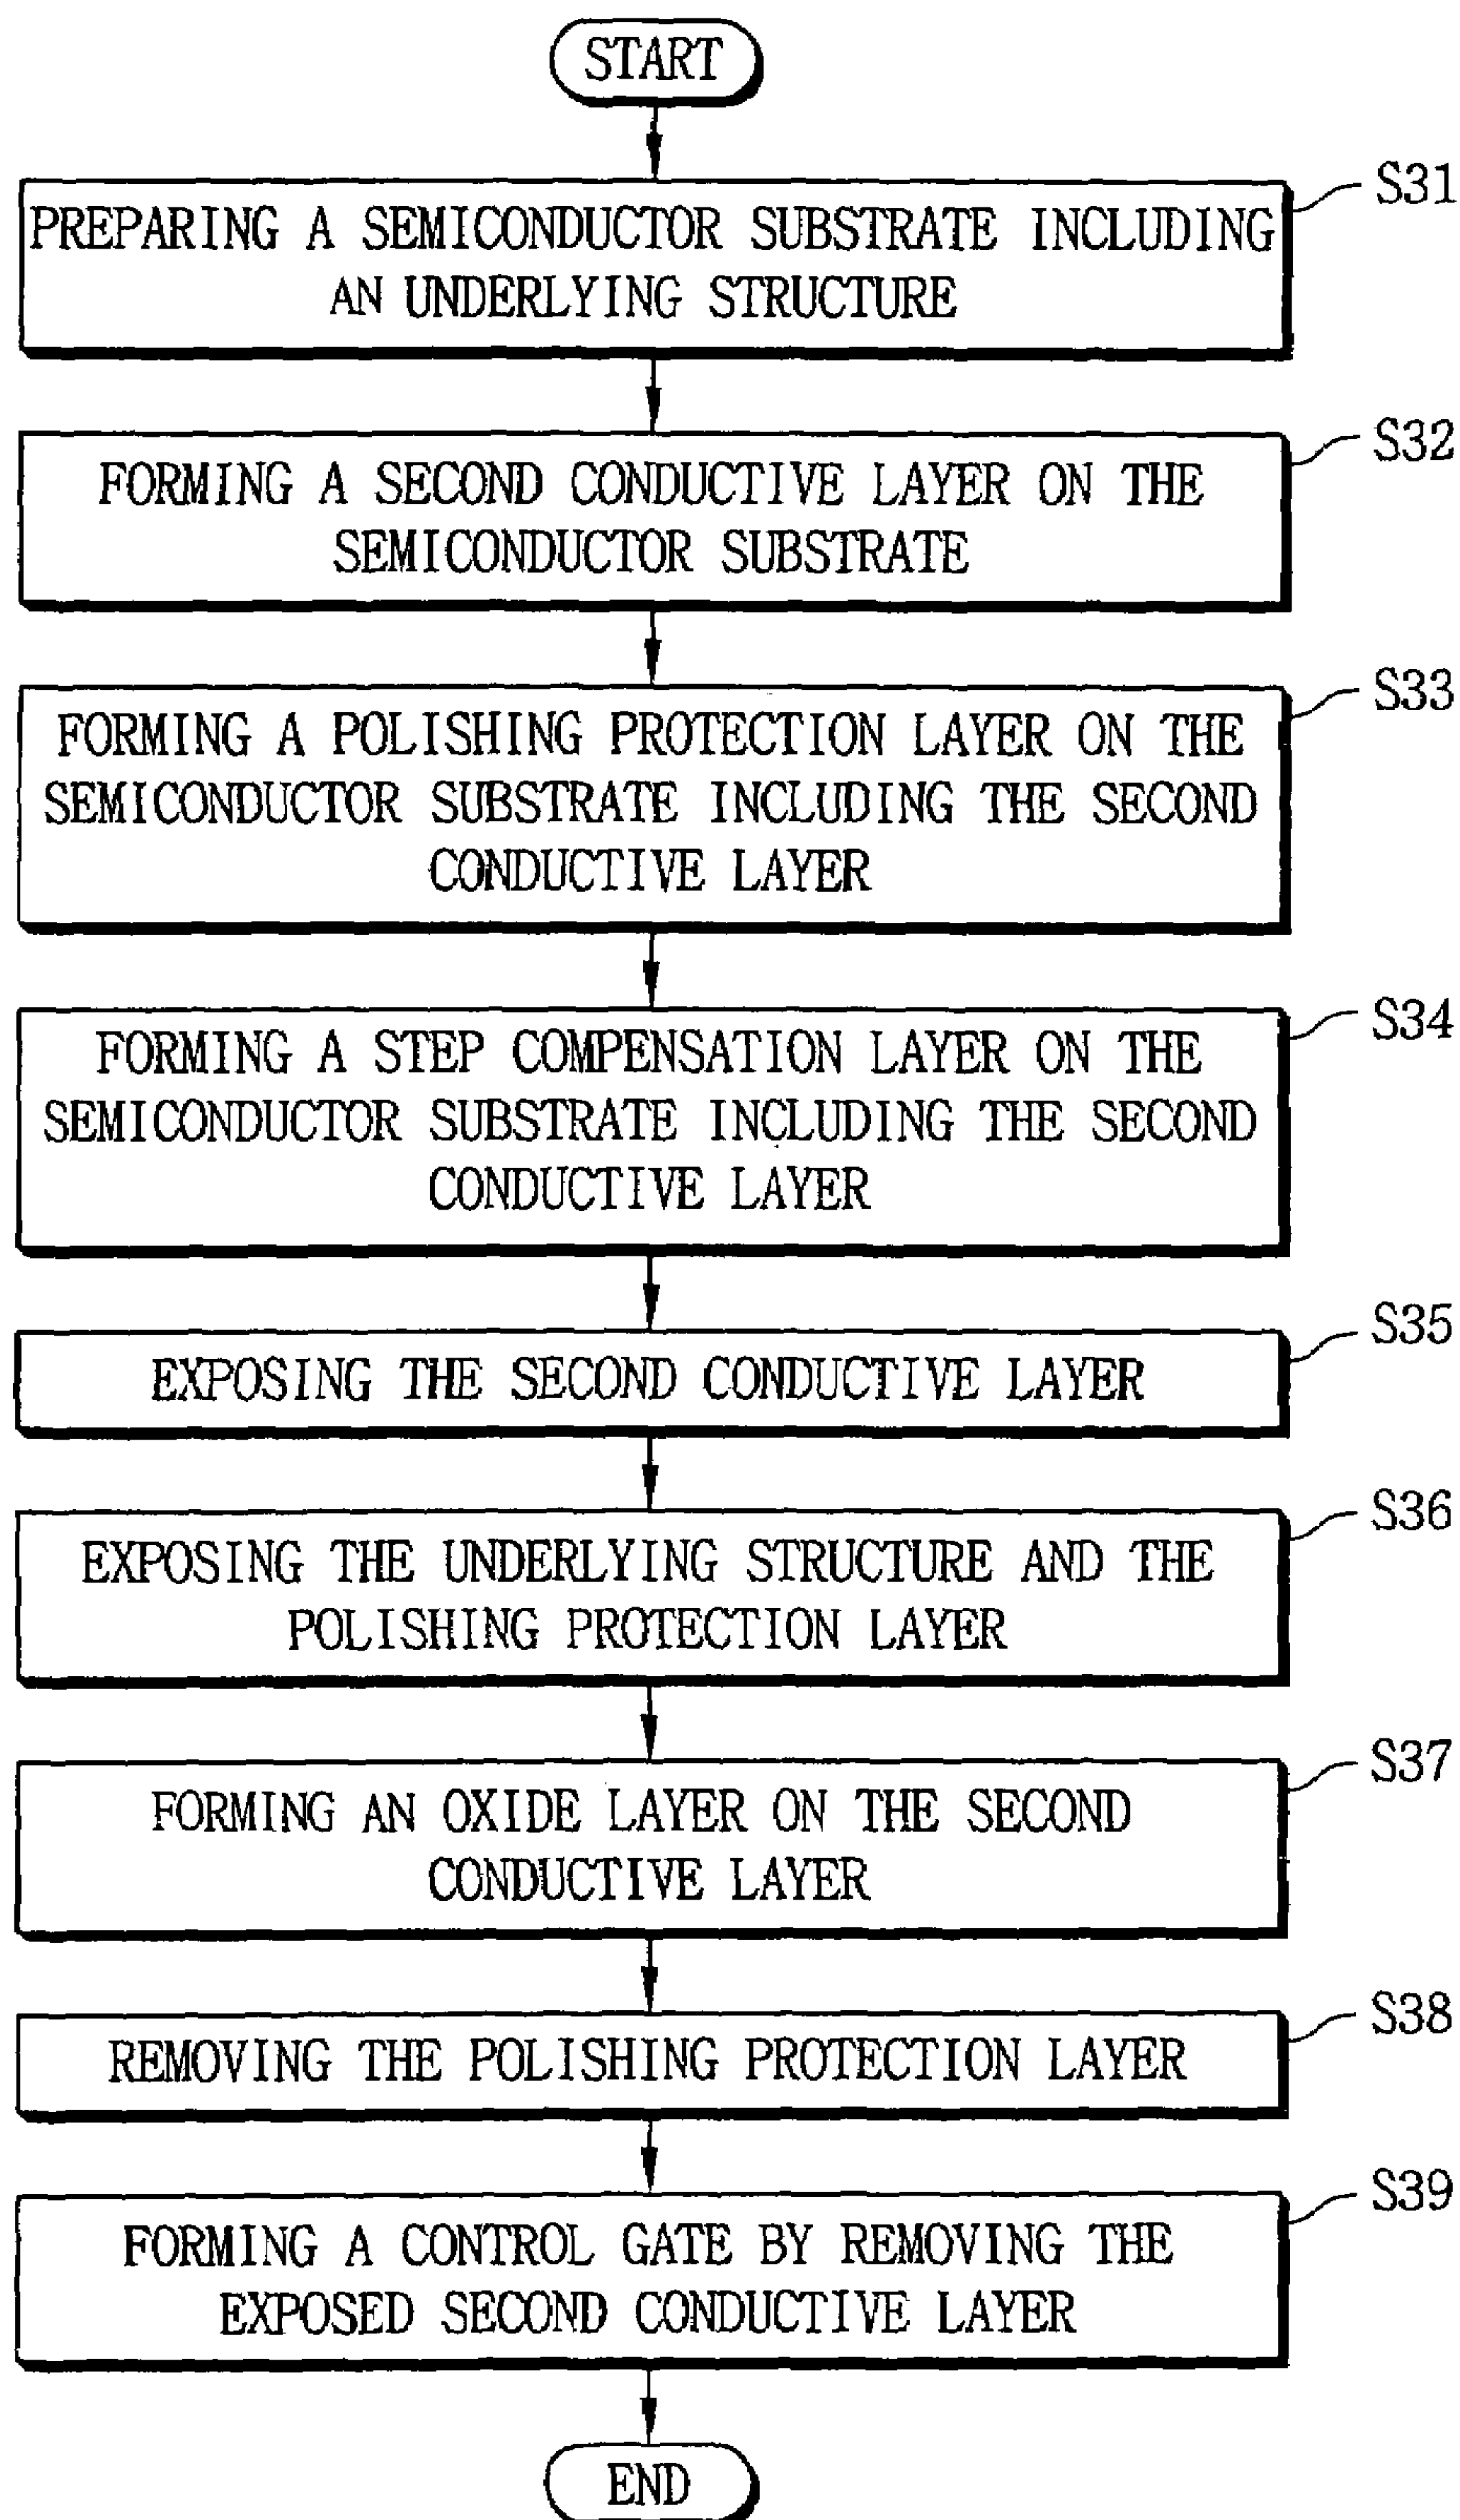 START
S31
PREPARING A SEMICONDUCTOR SUBSTRATE INCLUDING
AN UNDERLYING STRUCTURE
S32
FORMING A SECOND CONDUCTIVE LAYER ON THE
SEMICONDUCTOR SUBSTRATE
S33
FORMING A POLISHING PROTECTION LAYER ON THE
SEMICONDUCTOR SUBSTRATE INCLUDING THE SECOND
CONDUCTIVE LAYER
S34
FORMING A STEP COMPENSATION LAYER ON THE
SEMICONDUCTOR SUBSTRATE INCLUDING THE SECOND
CONDUCTIVE LAYER
S35
EXPOSING THE SECOND CONDUCTIVE LAYER
S36
EXPOSING THE UNDERLYING STRUCTURE AND THE
POLISHING PROTECTION LAYER
S37
FORMING AN OXIDE LAYER ON THE SECOND
CONDUCTIVE LAYER
S38
REMOVING THE POLISHING PROTECTION LAYER
S39
FORMING A CONTROL GATE BY REMOVING THE
EXPOSED SECOND CONDUCTIVE LAYER
END